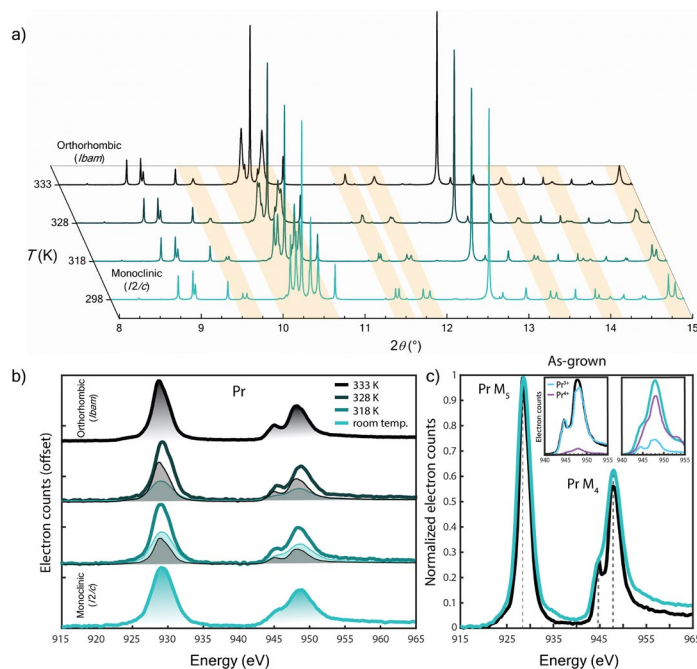 a)
Orthorhombic
(Ibam)
333
328
T(K)
318
Monoclinic
(I2/c)
298
8 9 10 11 12 13 14 15
2θ(°)
b)
Pr
333 K
328 K
318 K
room temp.
Orthorhombic
(Ibam)
Monoclinic
(I2/c)
Electron counts (offset)
915 920 925 930 935 940 945 950 955 960 965
Energy (eV)
As-grown
c)
Pr M5
Pr M4
Pr3+
Pr4+
Electron counts
940 945 950 955
940 945 950 955
Normalized electron counts
1
0.9
0.8
0.7
0.6
0.5
0.4
0.3
0.2
0.1
0
915 925 935 945 955 965
Energy (eV)